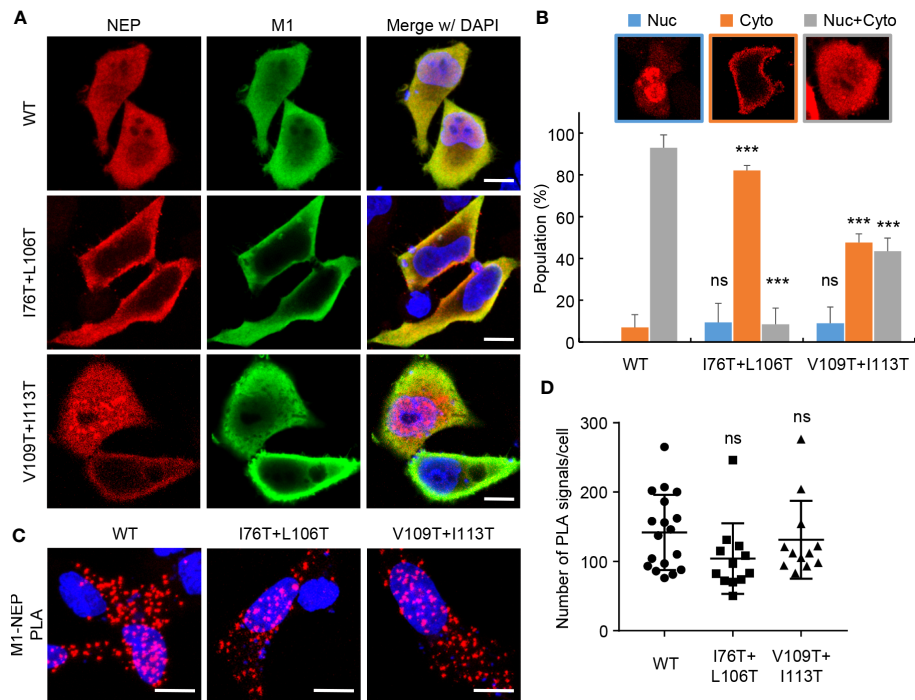 A
NEP M1 Merge w/ DAPI
WT
I76T+L106T
V109T+I113T
B
Nuc Cyto Nuc+Cyto
Population (%)
100
80
60
40
20
0
***
ns
***
ns
***
***
WT I76T+L106T V109T+I113T
C
WT I76T+L106T V109T+I113T
M1-NEP
PLA
D
Number of PLA signals/cell
300
200
100
0
ns
ns
WT
I76T+
L106T
V109T+
I113T